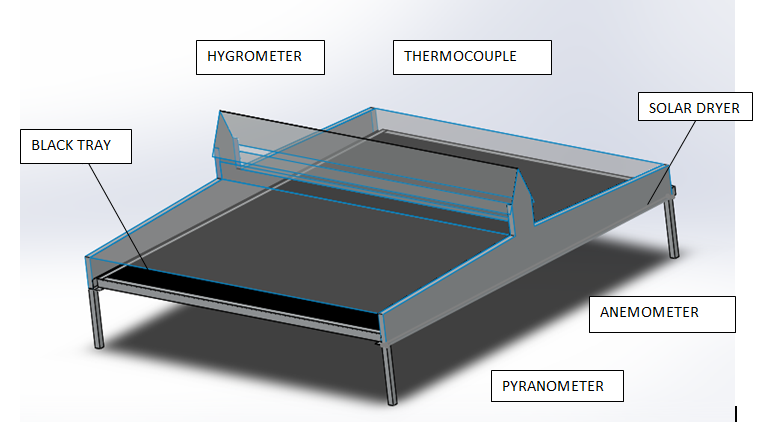 HYGROMETER
THERMOCOUPLE
SOLAR DRYER
BLACK TRAY
ANEMOMETER
PYRANOMETER